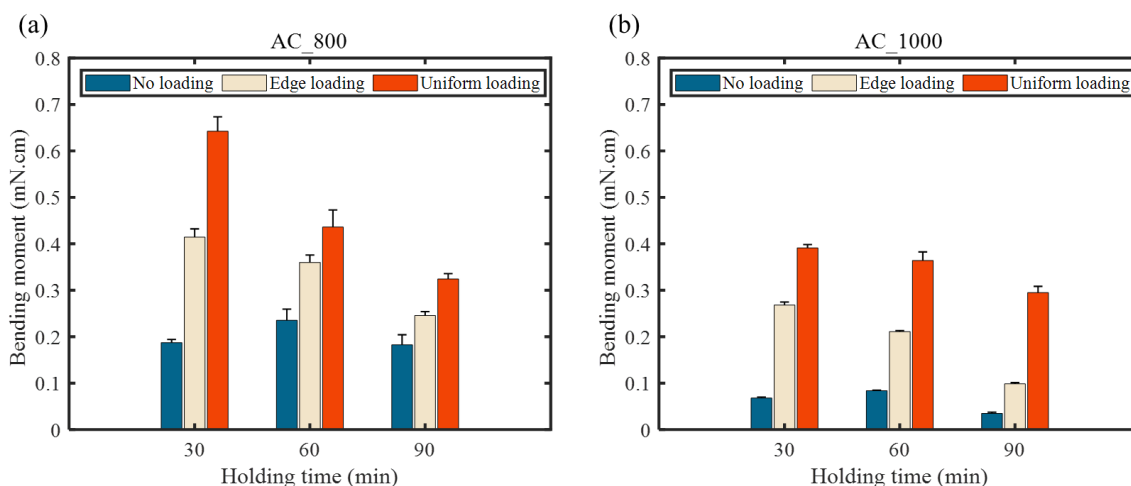 (a)
AC_800
No loading Edge loading Uniform loading
Bending moment (mN.cm)
0.8
0.7
0.6
0.5
0.4
0.3
0.2
0.1
0
30 60 90
Holding time (min)
(b)
AC_1000
No loading Edge loading Uniform loading
Bending moment (mN.cm)
0.8
0.7
0.6
0.5
0.4
0.3
0.2
0.1
0
30 60 90
Holding time (min)